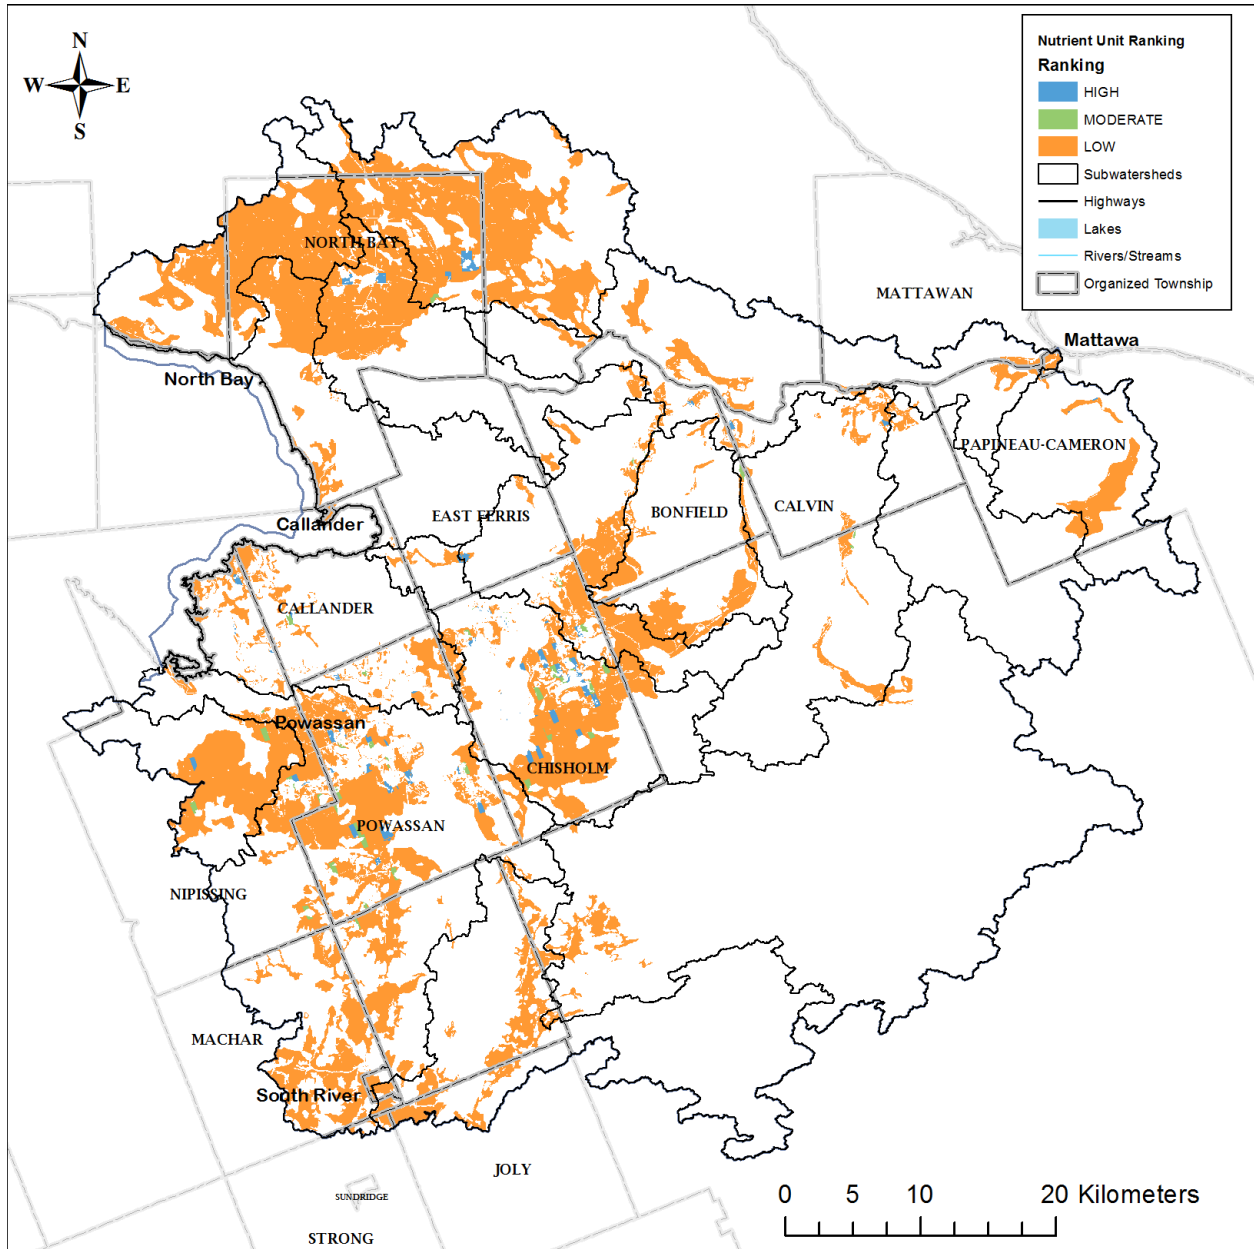 N
W E
S
Nutrient Unit Ranking
Ranking
HIGH
MODERATE
LOW
Subwatersheds
Highways
Lakes
Rivers/Streams
Organized Township
NORTH BAY
MATTAWAN
Mattawa
North Bay
PAPINEAU-CAMERON
Callander
EAST FERRIS
BONFIELD
CALVIN
CALLANDER
Powassan
CHISHOLM
POWASSAN
NIPISSING
MACHAR
South River
JOLY
SUNDRIDGE
STRONG
0 5 10 20 Kilometers